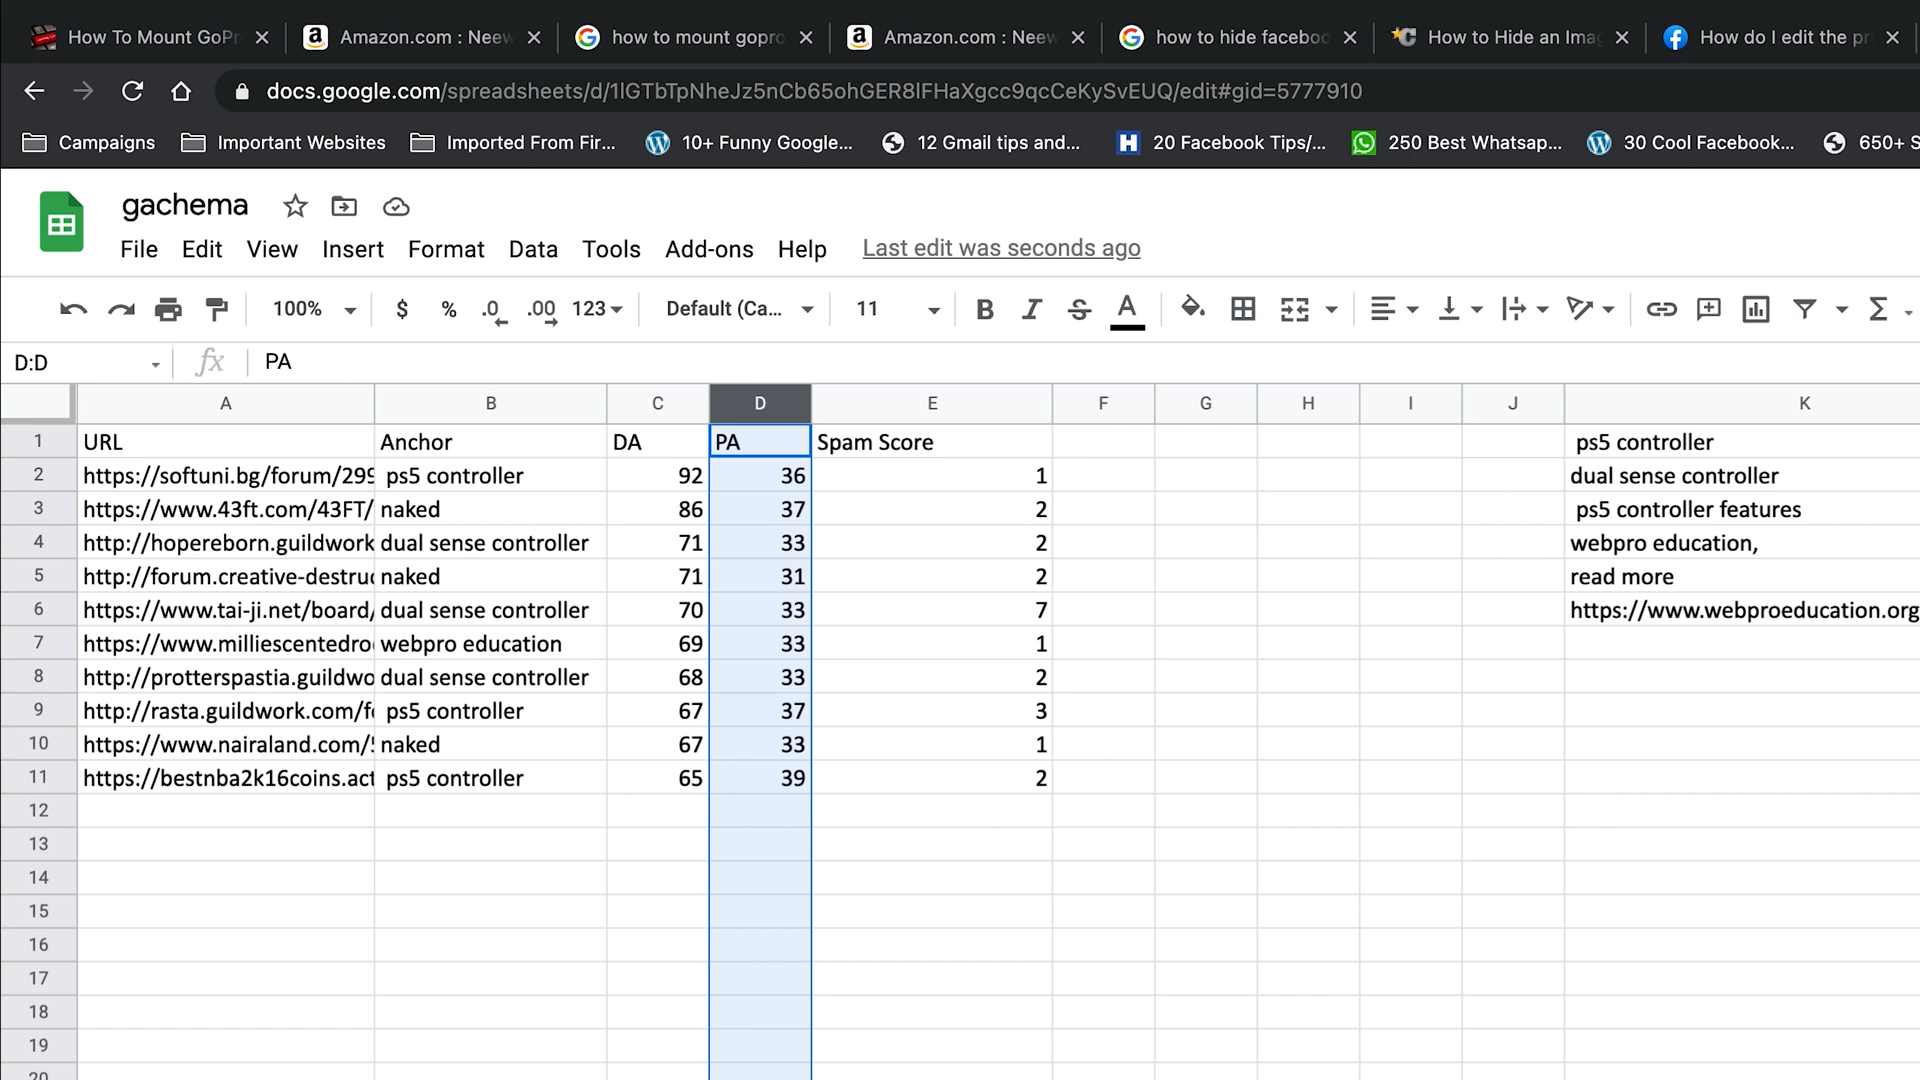 How To Mount GoPr
Amazon.com : Neew
how to mount gopro
Amazon.com : Neew
how to hide faceboo
How to Hide an Ima
How do I edit the pr
docs.google.com/spreadsheets/d/1lGTbTpNheJz5nCb65ohGER8lFHaXgcc9qcCeKySvEUQ/edit#gid=5777910
Campaigns
Important Websites
Imported From Fir...
10+ Funny Google...
12 Gmail tips and...
20 Facebook Tips/...
250 Best Whatsap...
30 Cool Facebook...
650+ S
gachema
File Edit View Insert Format Data Tools Add-ons Help Last edit was seconds ago
100% $ % .0 .00 123 Default (Ca... 11 B I S A Σ
D:D fx PA
A B C D E F G H I J K
1 URL Anchor DA PA Spam Score ps5 controller
2 https://softuni.bg/forum/299 ps5 controller 92 36 1 dual sense controller
3 https://www.43ft.com/43FT/ naked 86 37 2 ps5 controller features
4 http://hopereborn.guildwork dual sense controller 71 33 2 webpro education,
5 http://forum.creative-destruc naked 71 31 2 read more
6 https://www.tai-ji.net/board/ dual sense controller 70 33 7 https://www.webproeducation.org
7 https://www.milliescentedro webpro education 69 33 1
8 http://protterspastia.guildwo dual sense controller 68 33 2
9 http://rasta.guildwork.com/fo ps5 controller 67 37 3
10 https://www.nairaland.com/5 naked 67 33 1
11 https://bestnba2k16coins.act ps5 controller 65 39 2
12
13
14
15
16
17
18
19
20